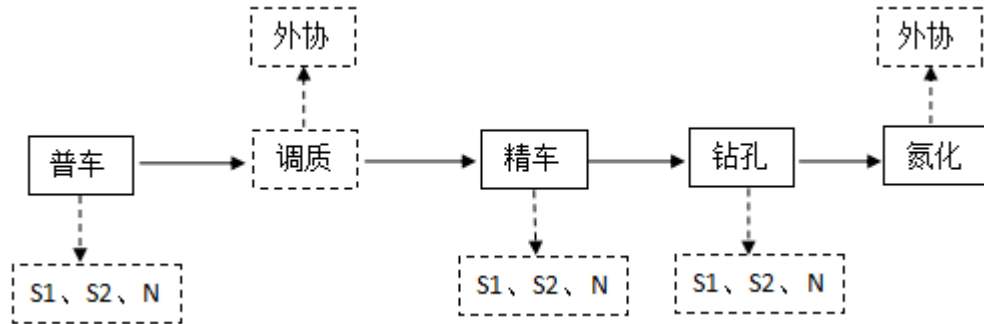 外协
外协
普车
调质
精车
钻孔
氮化
S1、S2、N
S1、S2、N
S1、S2、N